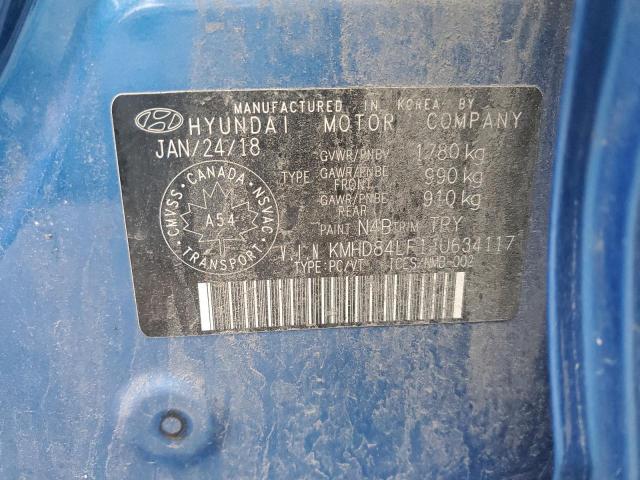 MANUFACTURED IN KOREA BY
HYUNDAI MOTOR COMPANY
JAN/24/18
GVWR/PNBV 1780 kg
TYPE GAWR/PNBE FRONT 990 kg
GAWR/PNBE REAR 910 kg
PAINT N4B TRIM TRY
V.I.N KMHD84LF1JU634117
TYPE:PC/VT ICES/NMB-002
CANADA
CMVSS NSVAC
A54
TRANSPORT